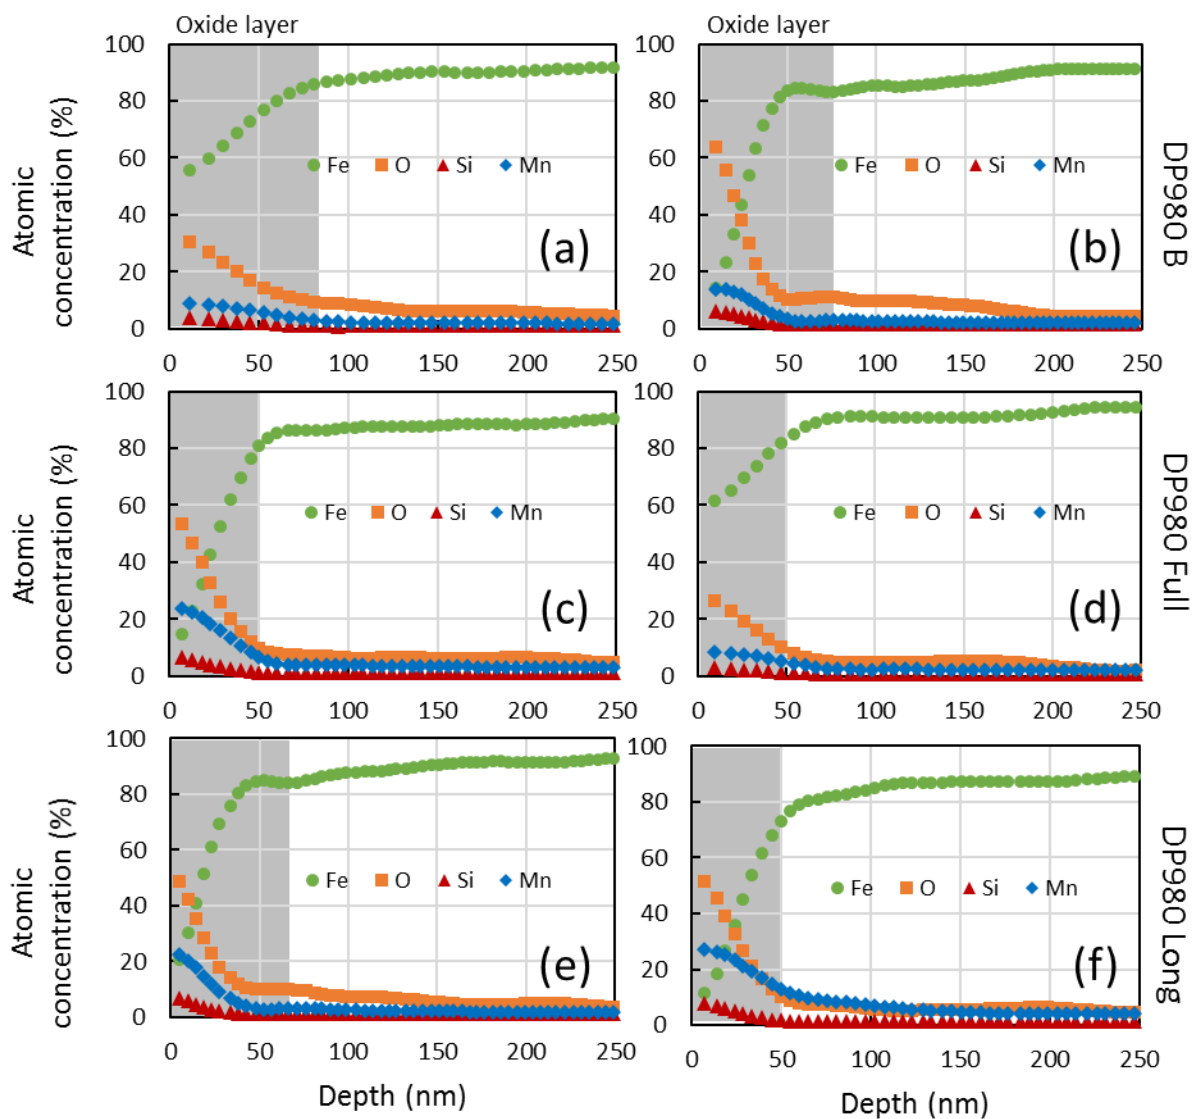 Oxide layer
Oxide layer
Atomic
concentration (%)
100
80
60
40
20
0
Fe O Si Mn
(a)
0 50 100 150 200 250
100
80
60
40
20
0
Fe O Si Mn
(b)
0 50 100 150 200 250
DP980 B
Atomic
concentration (%)
100
80
60
40
20
0
Fe O Si Mn
(c)
0 50 100 150 200 250
100
80
60
40
20
0
Fe O Si Mn
(d)
0 50 100 150 200 250
DP980 Full
Atomic
concentration (%)
100
80
60
40
20
0
Fe O Si Mn
(e)
0 50 100 150 200 250
Depth (nm)
100
80
60
40
20
0
Fe O Si Mn
(f)
0 50 100 150 200 250
Depth (nm)
DP980 Long